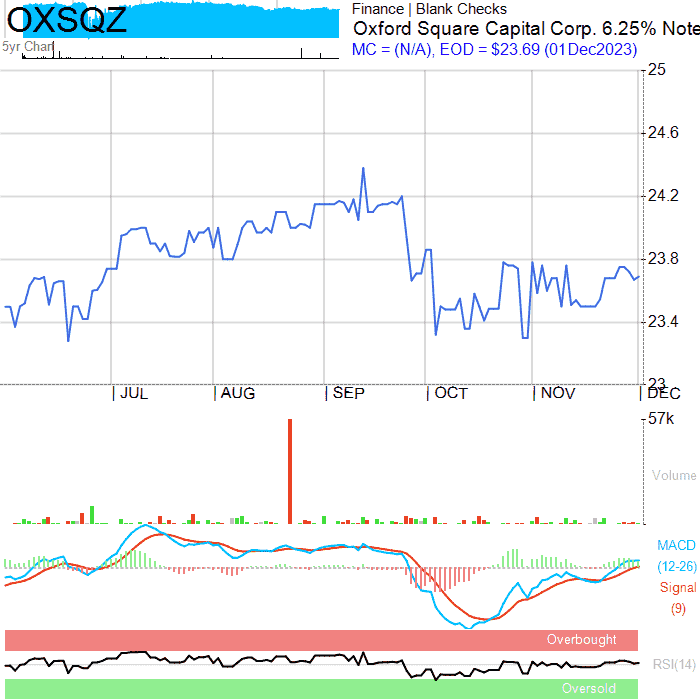 OXSQZ
Finance | Blank Checks
Oxford Square Capital Corp. 6.25% Note
MC = (N/A), EOD = $23.69 (01Dec2023)
5yr Chart
25
24.6
24.2
23.8
23.4
23
JUL AUG SEP OCT NOV DEC
57k
Volume
MACD
(12-26)
Signal
(9)
Overbought
RSI(14)
Oversold